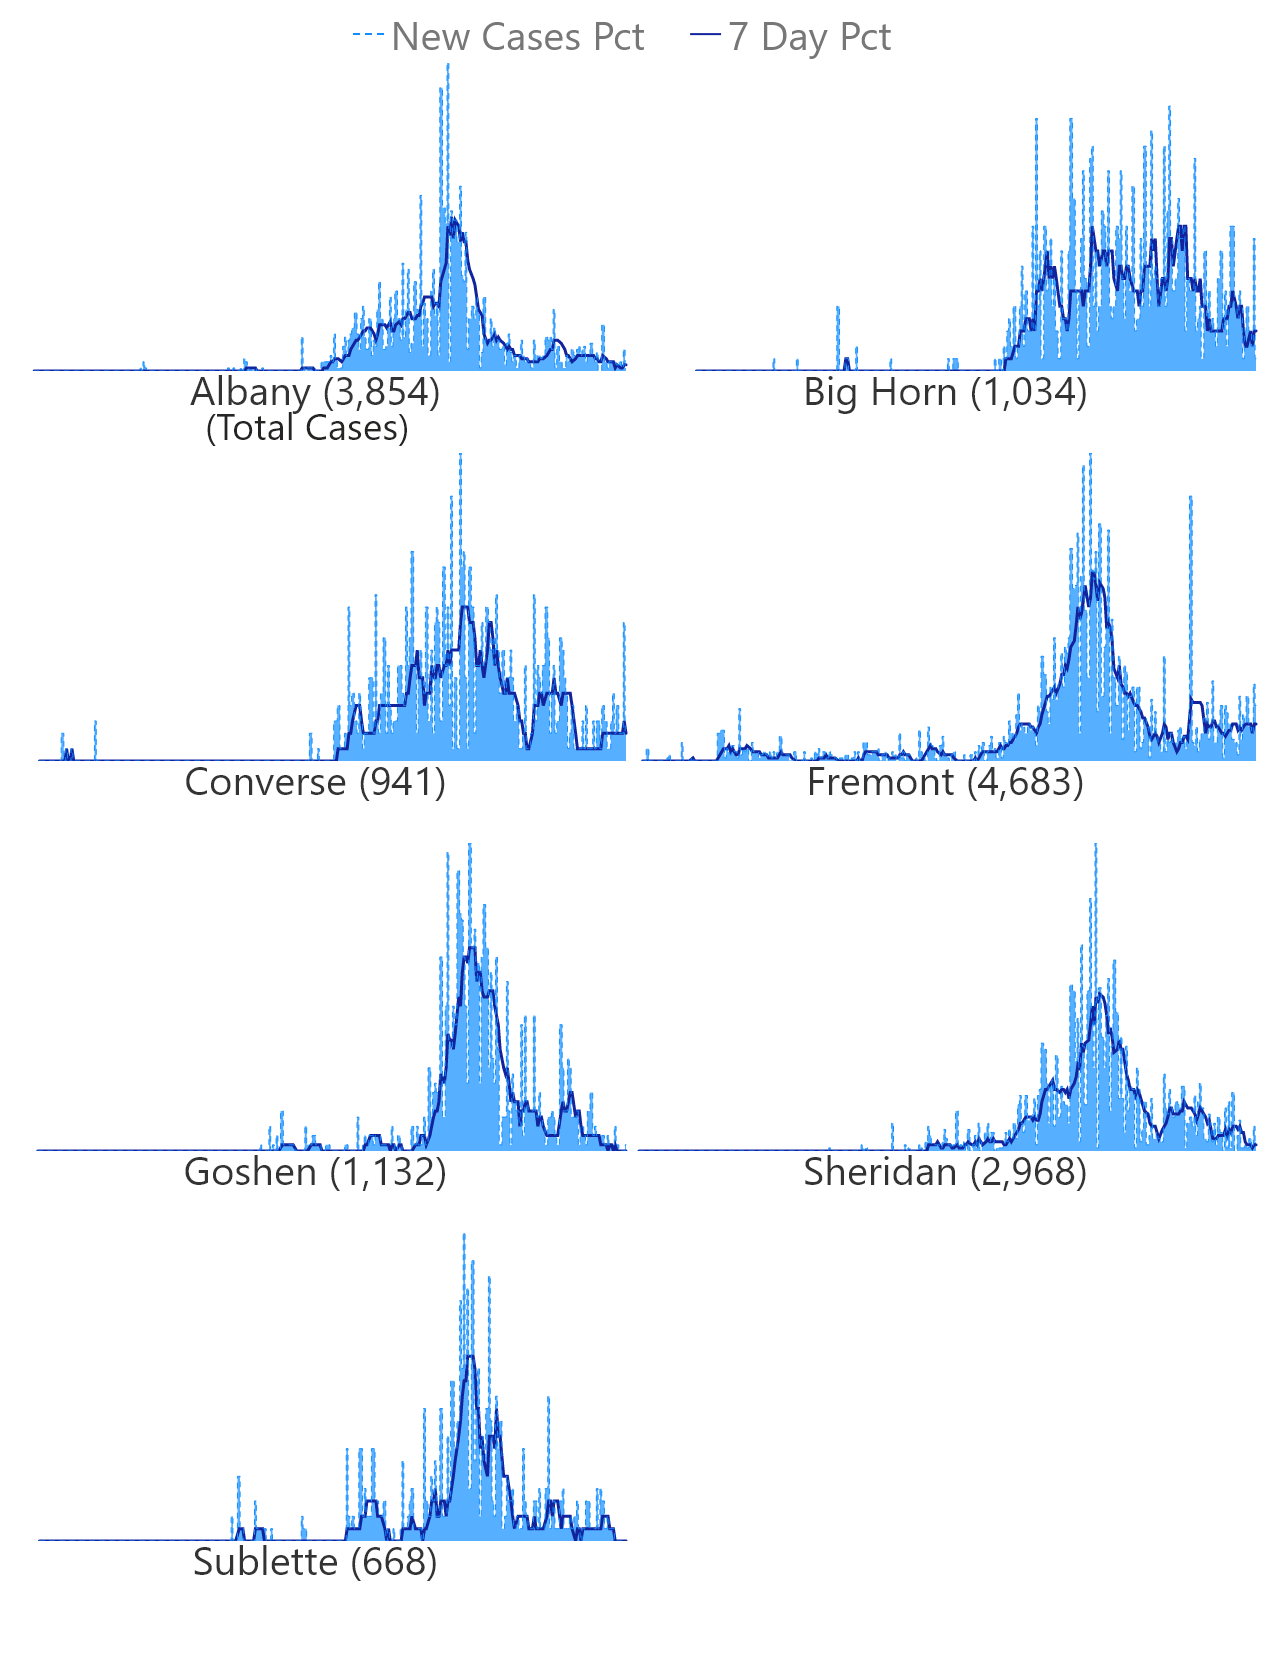 New Cases Pct 7 Day Pct
Albany (3,854) Big Horn (1,034)
(Total Cases)
Converse (941) Fremont (4,683)
Goshen (1,132) Sheridan (2,968)
Sublette (668)